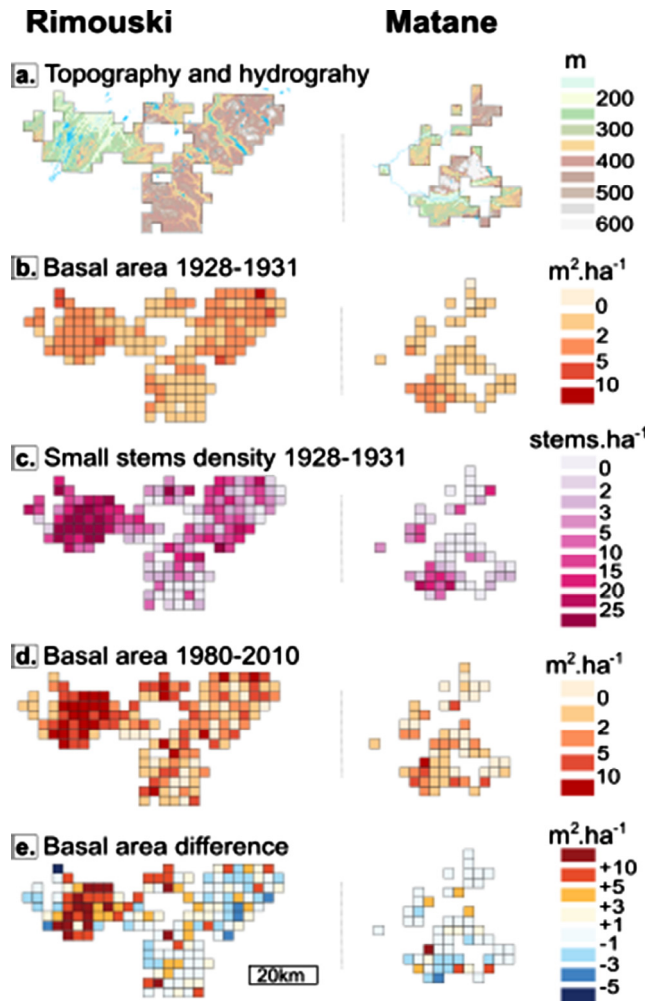 Rimouski Matane
a. Topography and hydrograhy
m
200
300
400
500
600
b. Basal area 1928-1931
m².ha⁻¹
0
2
5
10
c. Small stems density 1928-1931
stems.ha⁻¹
0
2
3
5
10
15
20
25
d. Basal area 1980-2010
m².ha⁻¹
0
2
5
10
e. Basal area difference
m².ha⁻¹
+10
+5
+3
+1
-1
-3
-5
20km